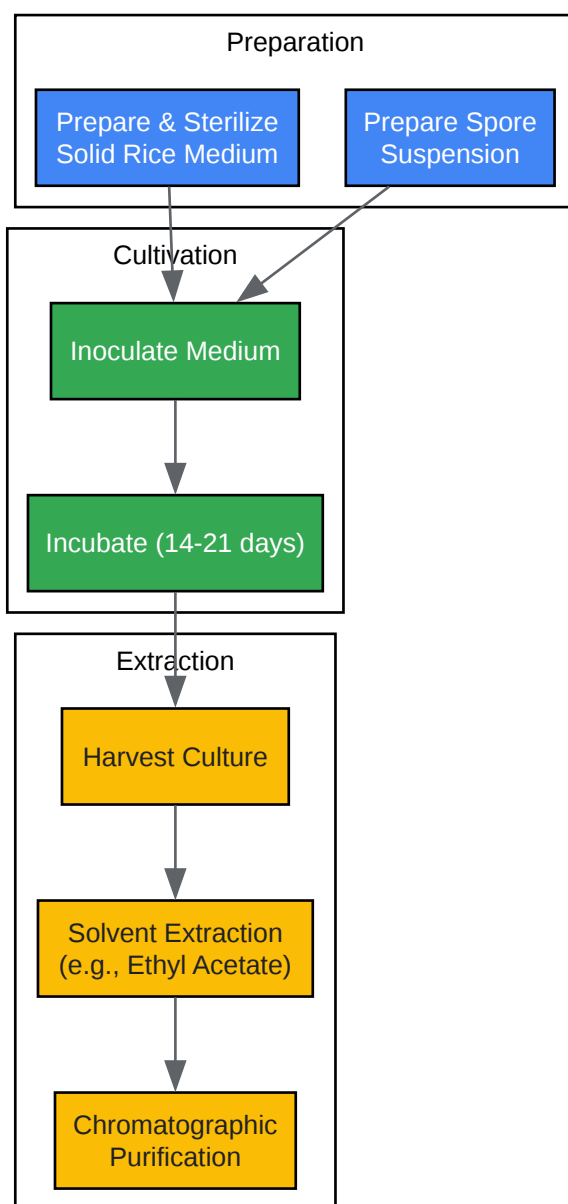 Preparation
Prepare & Sterilize
Solid Rice Medium
Prepare Spore
Suspension
Cultivation
Inoculate Medium
Incubate (14-21 days)
Extraction
Harvest Culture
Solvent Extraction
(e.g., Ethyl Acetate)
Chromatographic
Purification